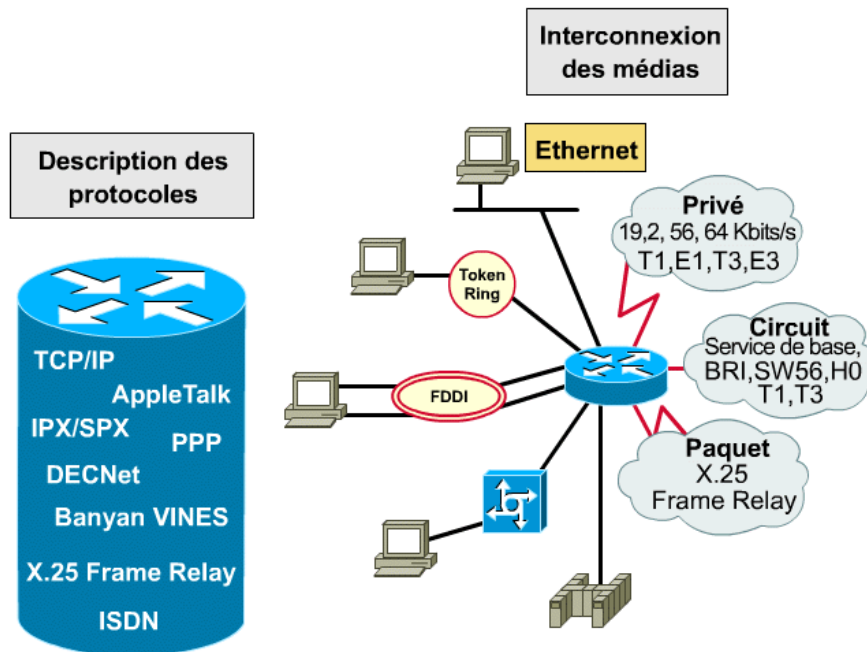 Interconnexion
des médias
Description des
protocoles
Ethernet
Privé
19,2, 56, 64 Kbits/s
T1,E1,T3,E3
Token
Ring
Circuit
Service de base,
BRI,SW56,H0
T1,T3
FDDI
Paquet
X.25
Frame Relay
TCP/IP
AppleTalk
IPX/SPX
PPP
DECNet
Banyan VINES
X.25 Frame Relay
ISDN